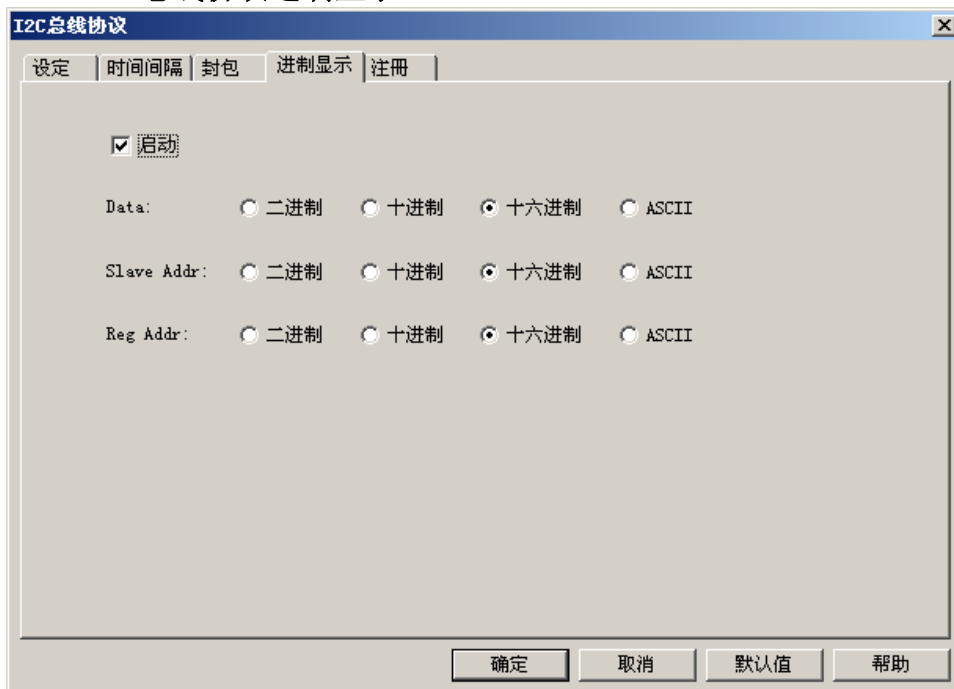 I2C总线协议
设定 时间间隔 封包 进制显示 注册
启动
Data: 二进制 十进制 十六进制 ASCII
Slave Addr: 二进制 十进制 十六进制 ASCII
Reg Addr: 二进制 十进制 十六进制 ASCII
确定 取消 默认值 帮助